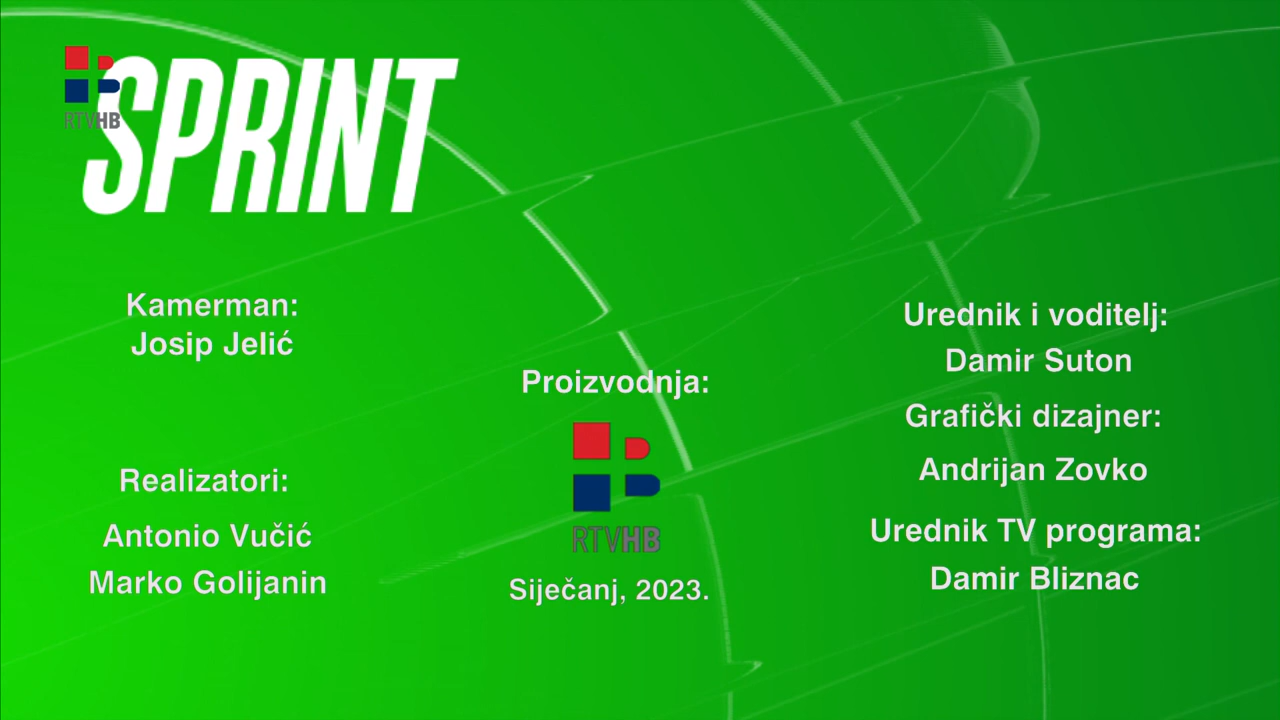 SPRINT
RTVHB
Kamerman:
Josip Jelić
Realizatori:
Antonio Vučić
Marko Golijanin
Proizvodnja:
RTVHB
Siječanj, 2023.
Urednik i voditelj:
Damir Suton
Grafički dizajner:
Andrijan Zovko
Urednik TV programa:
Damir Bliznac